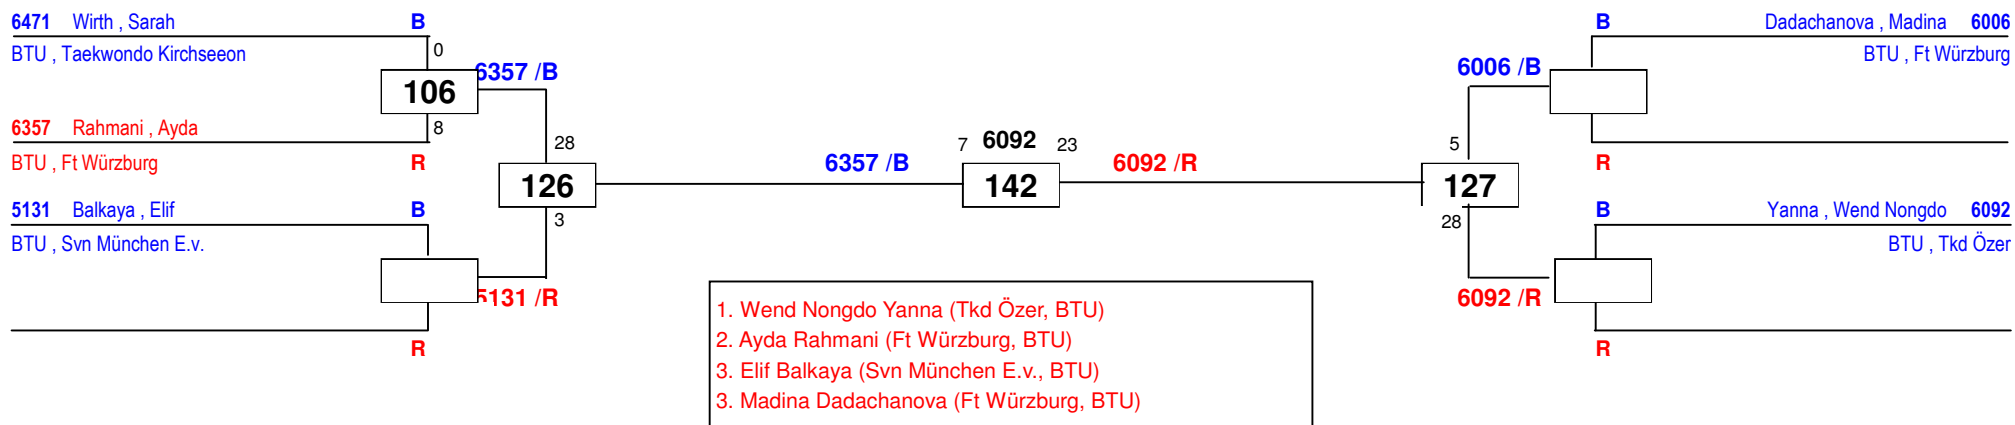 6471 Wirth , Sarah B
BTU , Taekwondo Kirchseeon
0
6357 /B
106
6357 Rahmani , Ayda
8
BTU , Ft Würzburg R
28
126
3
5131 Balkaya , Elif B
BTU , Svn München E.v.
5131 /R
R
6357 /B
7 6092 23
142
6092 /R
B Dadachanova , Madina 6006
BTU , Ft Würzburg
6006 /B
R
5
127
28
B Yanna , Wend Nongdo 6092
BTU , Tkd Özer
6092 /R
R
1. Wend Nongdo Yanna (Tkd Özer, BTU)
2. Ayda Rahmani (Ft Würzburg, BTU)
3. Elif Balkaya (Svn München E.v., BTU)
3. Madina Dadachanova (Ft Würzburg, BTU)